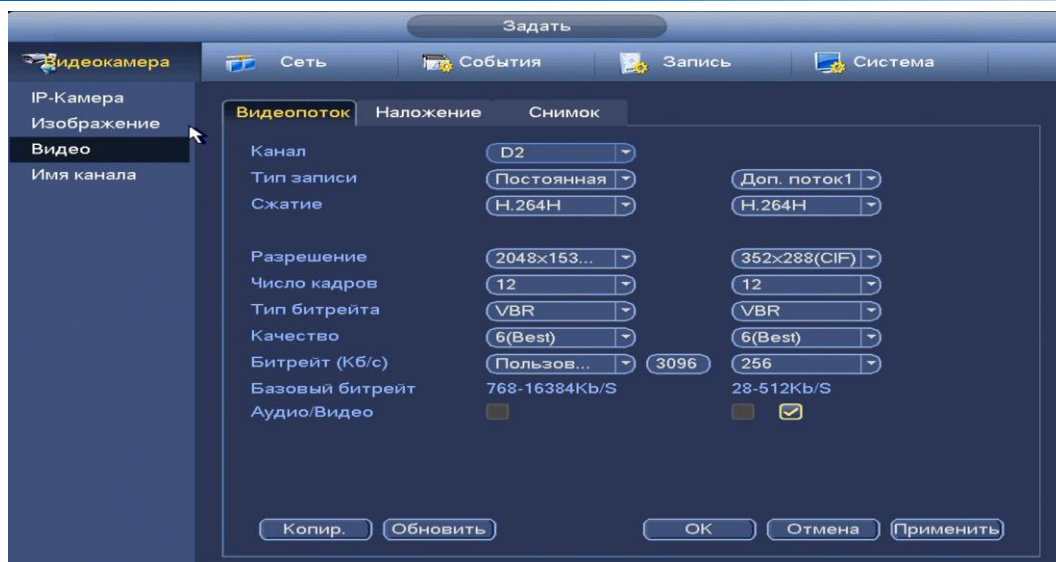 Задать
Видеокамера Сеть События Запись Система
IP-Камера
Изображение
Видео
Имя канала
Видеопоток Наложение Снимок
Канал D2
Тип записи Постоянная Доп. поток1
Сжатие H.264H H.264H
Разрешение 2048x153... 352x288(CIF)
Число кадров 12 12
Тип битрейта VBR VBR
Качество 6(Best) 6(Best)
Битрейт (Кб/с) Пользов... 3096 256
Базовый битрейт 768-16384Kb/S 28-512Kb/S
Аудио/Видео
Копир. Обновить OK Отмена Применить